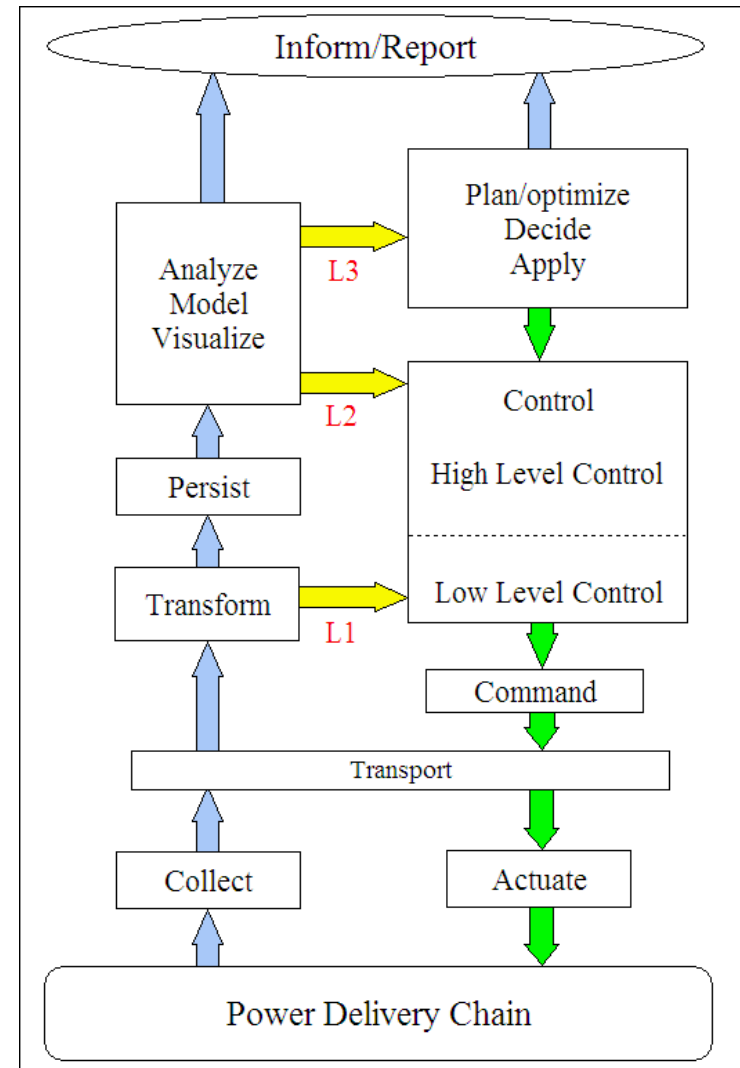 Inform/Report
Plan/optimize
Decide
Apply
Analyze
Model
Visualize
L3
L2
Control
High Level Control
Persist
Transform
L1
Low Level Control
Command
Transport
Collect
Actuate
Power Delivery Chain